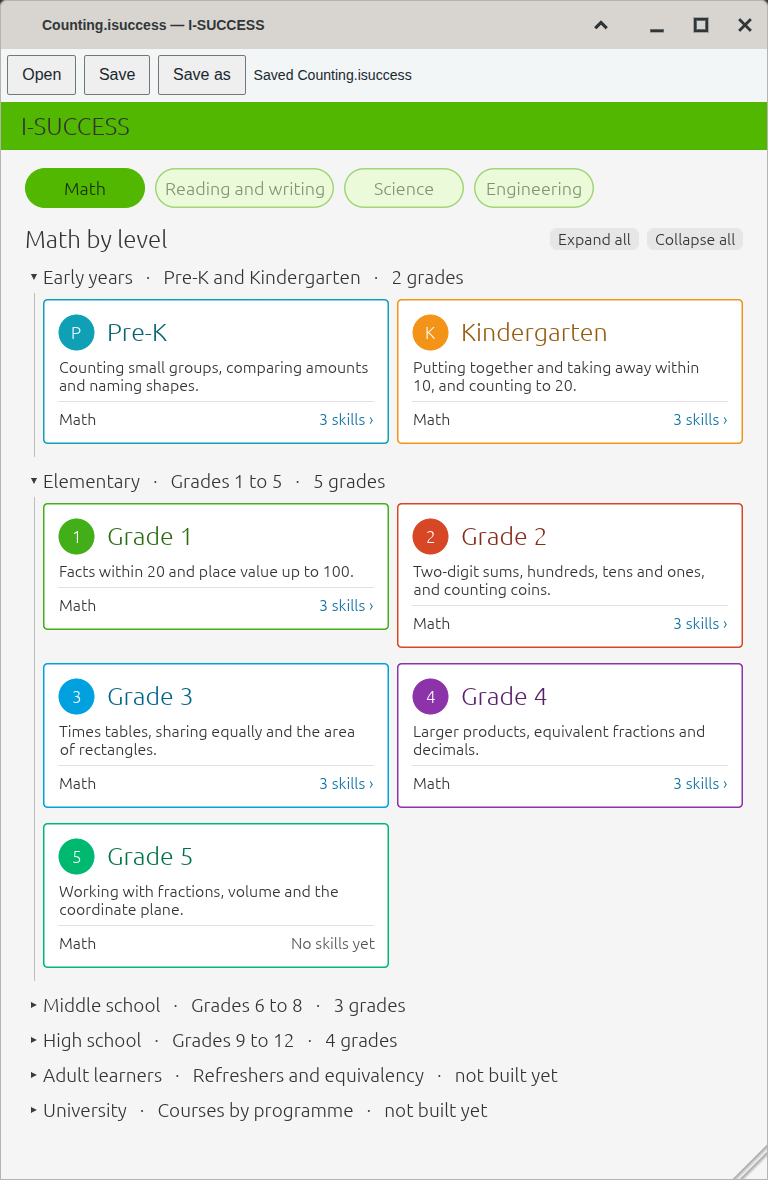 Counting.isuccess — I-SUCCESS
Open Save Save as Saved Counting.isuccess
I-SUCCESS
Math Reading and writing Science Engineering
Math by level Expand all Collapse all
▾ Early years · Pre-K and Kindergarten · 2 grades
P Pre-K
Counting small groups, comparing amounts
and naming shapes.
Math 3 skills ›
K Kindergarten
Putting together and taking away within
10, and counting to 20.
Math 3 skills ›
▾ Elementary · Grades 1 to 5 · 5 grades
1 Grade 1
Facts within 20 and place value up to 100.
Math 3 skills ›
2 Grade 2
Two-digit sums, hundreds, tens and ones,
and counting coins.
Math 3 skills ›
3 Grade 3
Times tables, sharing equally and the area
of rectangles.
Math 3 skills ›
4 Grade 4
Larger products, equivalent fractions and
decimals.
Math 3 skills ›
5 Grade 5
Working with fractions, volume and the
coordinate plane.
Math No skills yet
▸ Middle school · Grades 6 to 8 · 3 grades
▸ High school · Grades 9 to 12 · 4 grades
▸ Adult learners · Refreshers and equivalency · not built yet
▸ University · Courses by programme · not built yet